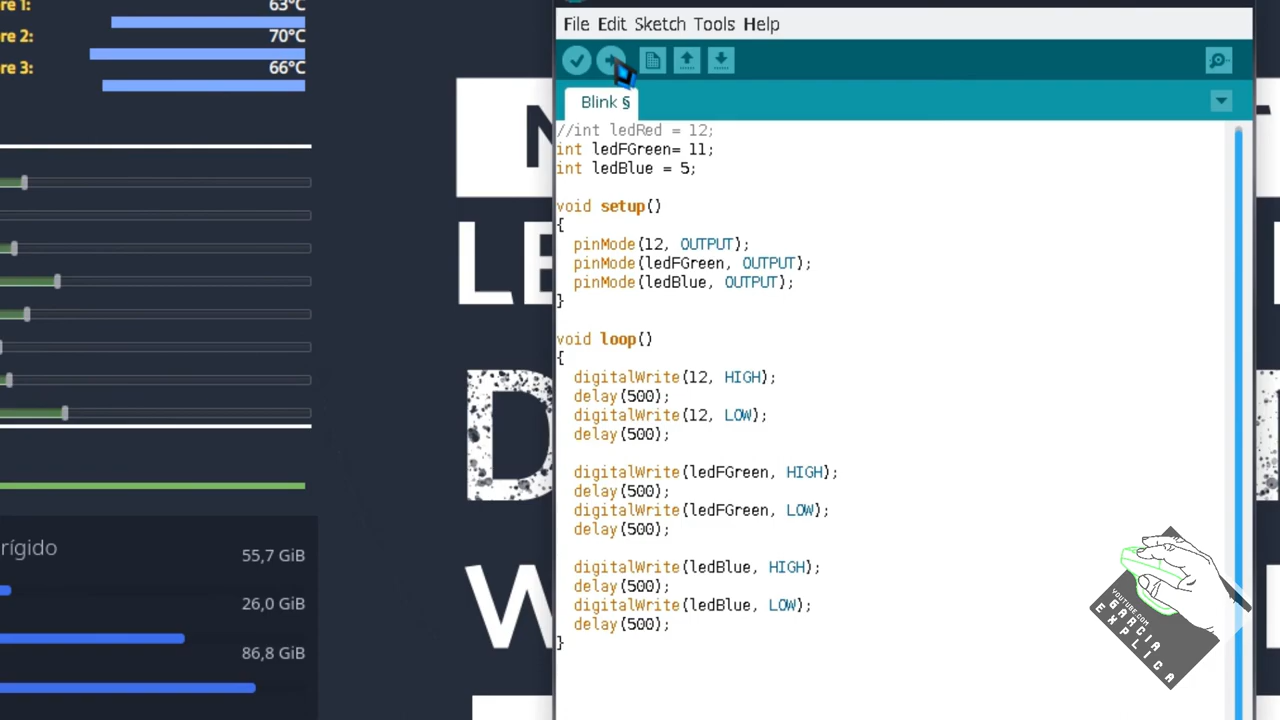 re 1: 63°C
re 2: 70°C
re 3: 66°C
rígido 55,7 GiB
26,0 GiB
86,8 GiB
LE
D
W
File Edit Sketch Tools Help
Blink §
//int ledRed = 12;
int ledFGreen= 11;
int ledBlue = 5;
void setup()
{
pinMode(12, OUTPUT);
pinMode(ledFGreen, OUTPUT);
pinMode(ledBlue, OUTPUT);
}
void loop()
{
digitalWrite(12, HIGH);
delay(500);
digitalWrite(12, LOW);
delay(500);
digitalWrite(ledFGreen, HIGH);
delay(500);
digitalWrite(ledFGreen, LOW);
delay(500);
digitalWrite(ledBlue, HIGH);
delay(500);
digitalWrite(ledBlue, LOW);
delay(500);
}
YOUTUBE.COM
GARCIA
EXPLICA